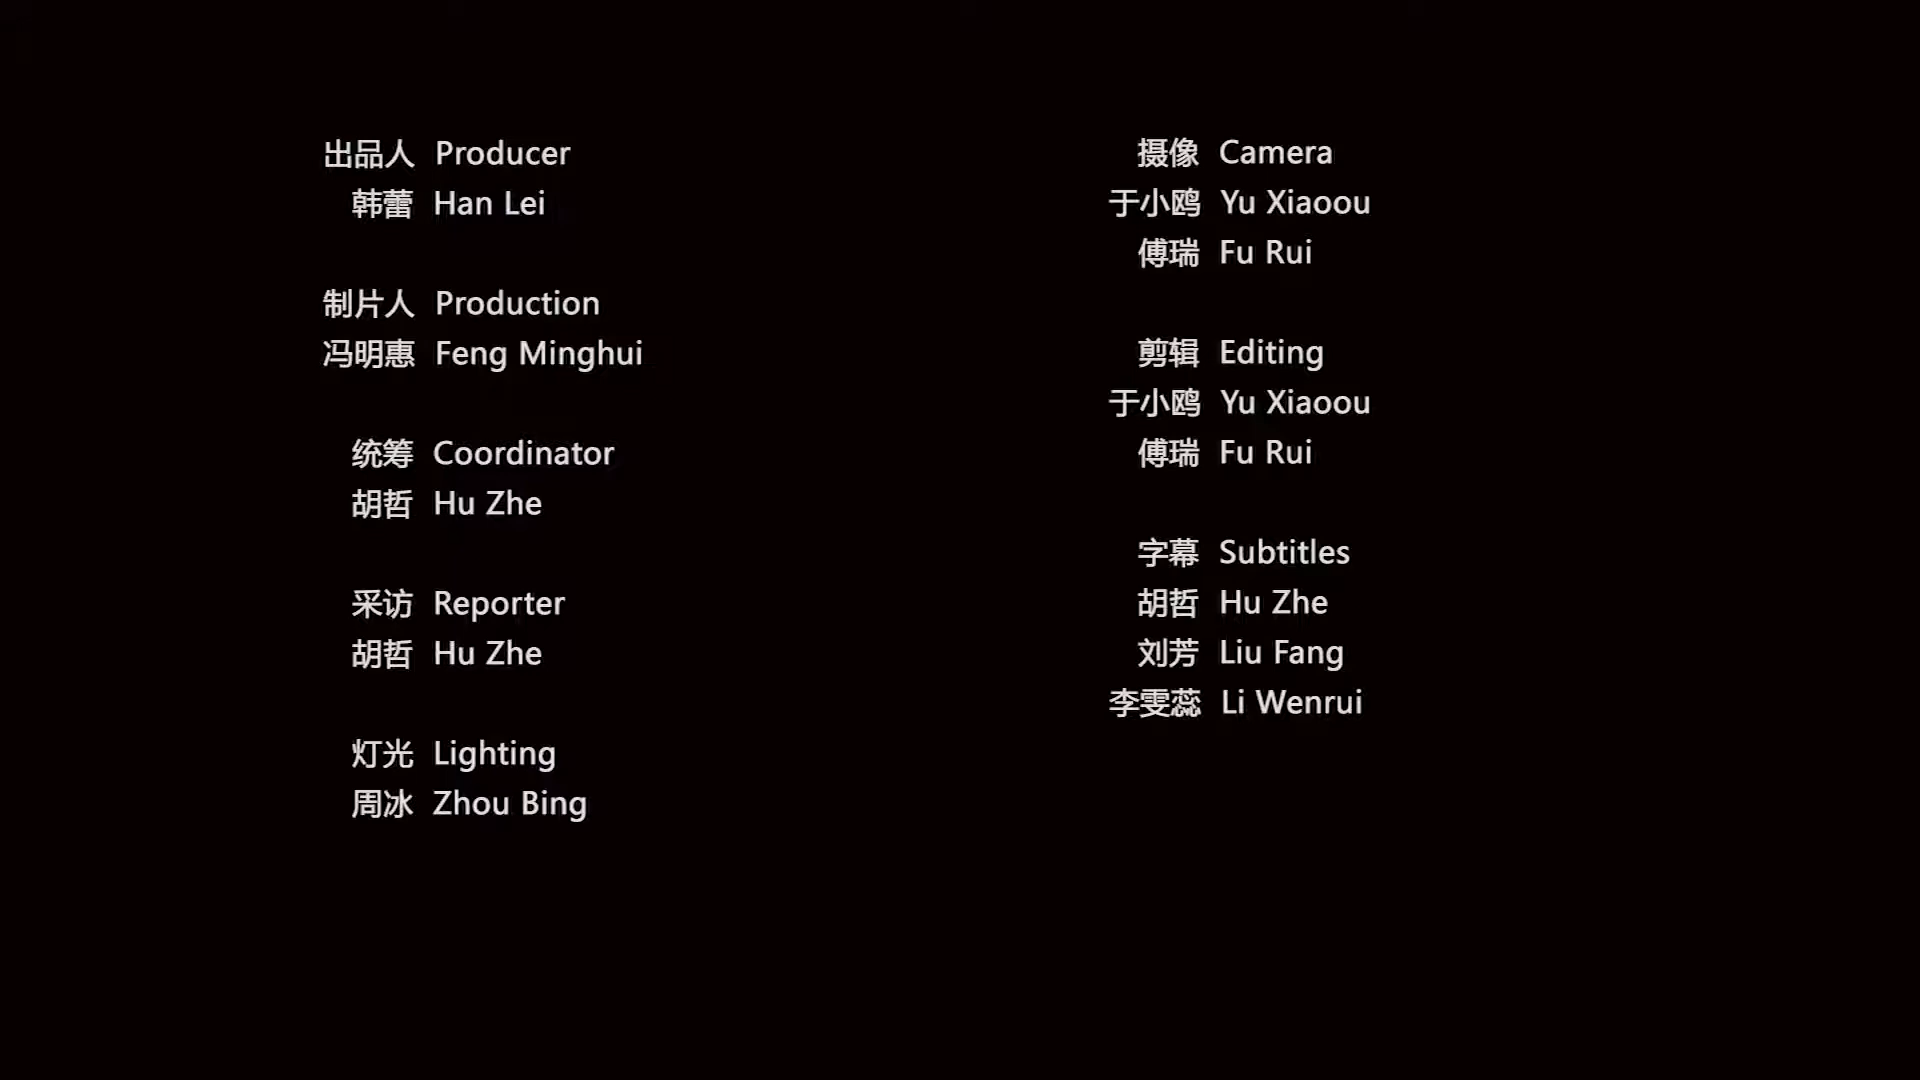 出品人 Producer
韩蕾 Han Lei
制片人 Production
冯明惠 Feng Minghui
统筹 Coordinator
胡哲 Hu Zhe
采访 Reporter
胡哲 Hu Zhe
灯光 Lighting
周冰 Zhou Bing
摄像 Camera
于小鸥 Yu Xiaoou
傅瑞 Fu Rui
剪辑 Editing
于小鸥 Yu Xiaoou
傅瑞 Fu Rui
字幕 Subtitles
胡哲 Hu Zhe
刘芳 Liu Fang
李雯蕊 Li Wenrui